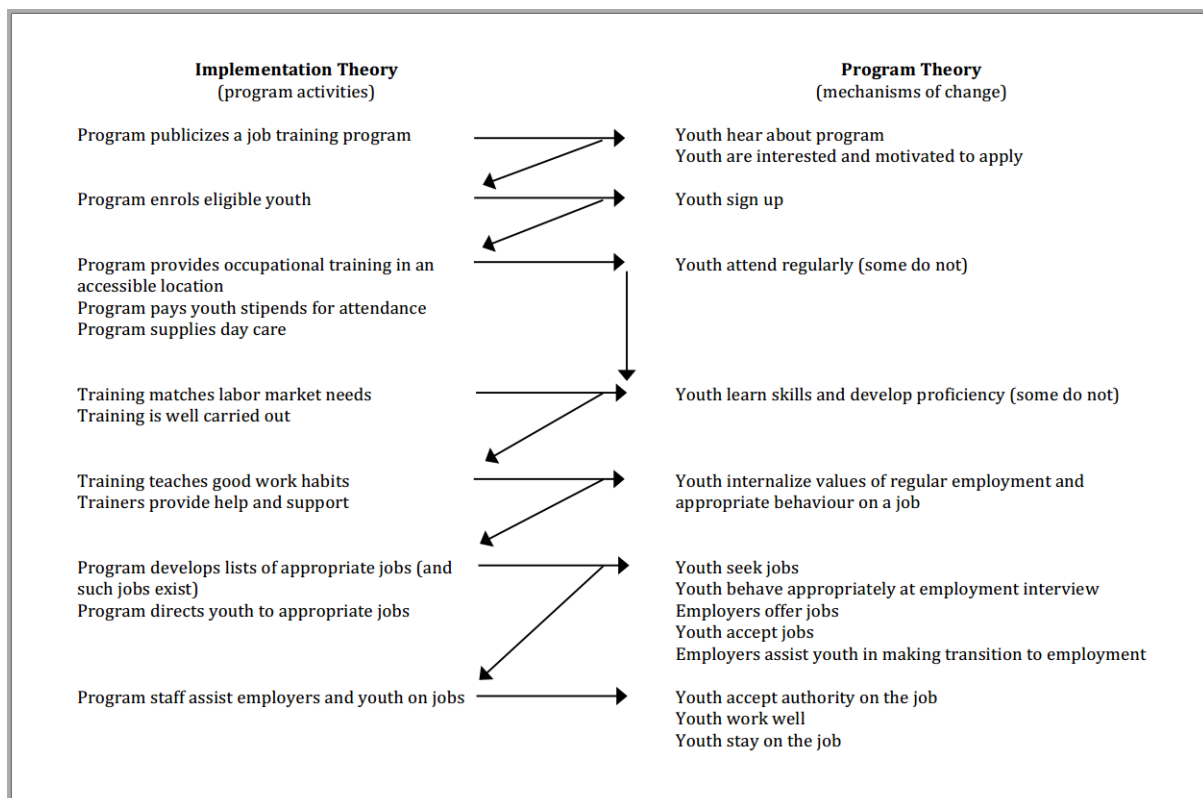 Implementation Theory
(program activities)
Program Theory
(mechanisms of change)
Program publicizes a job training program
Youth hear about program
Youth are interested and motivated to apply
Program enrols eligible youth
Youth sign up
Program provides occupational training in an
accessible location
Program pays youth stipends for attendance
Program supplies day care
Youth attend regularly (some do not)
Training matches labor market needs
Training is well carried out
Youth learn skills and develop proficiency (some do not)
Training teaches good work habits
Trainers provide help and support
Youth internalize values of regular employment and
appropriate behaviour on a job
Program develops lists of appropriate jobs (and
such jobs exist)
Program directs youth to appropriate jobs
Youth seek jobs
Youth behave appropriately at employment interview
Employers offer jobs
Youth accept jobs
Employers assist youth in making transition to employment
Program staff assist employers and youth on jobs
Youth accept authority on the job
Youth work well
Youth stay on the job